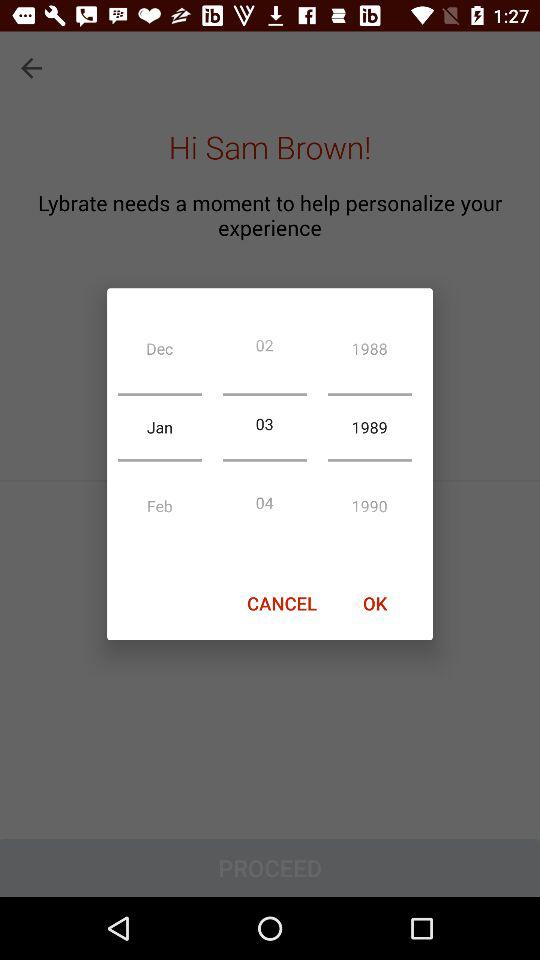 1:27
Hi Sam Brown!
Lybrate needs a moment to help personalize your
experience
Dec 02 1988
Jan 03 1989
Feb 04 1990
CANCEL OK
PROCEED